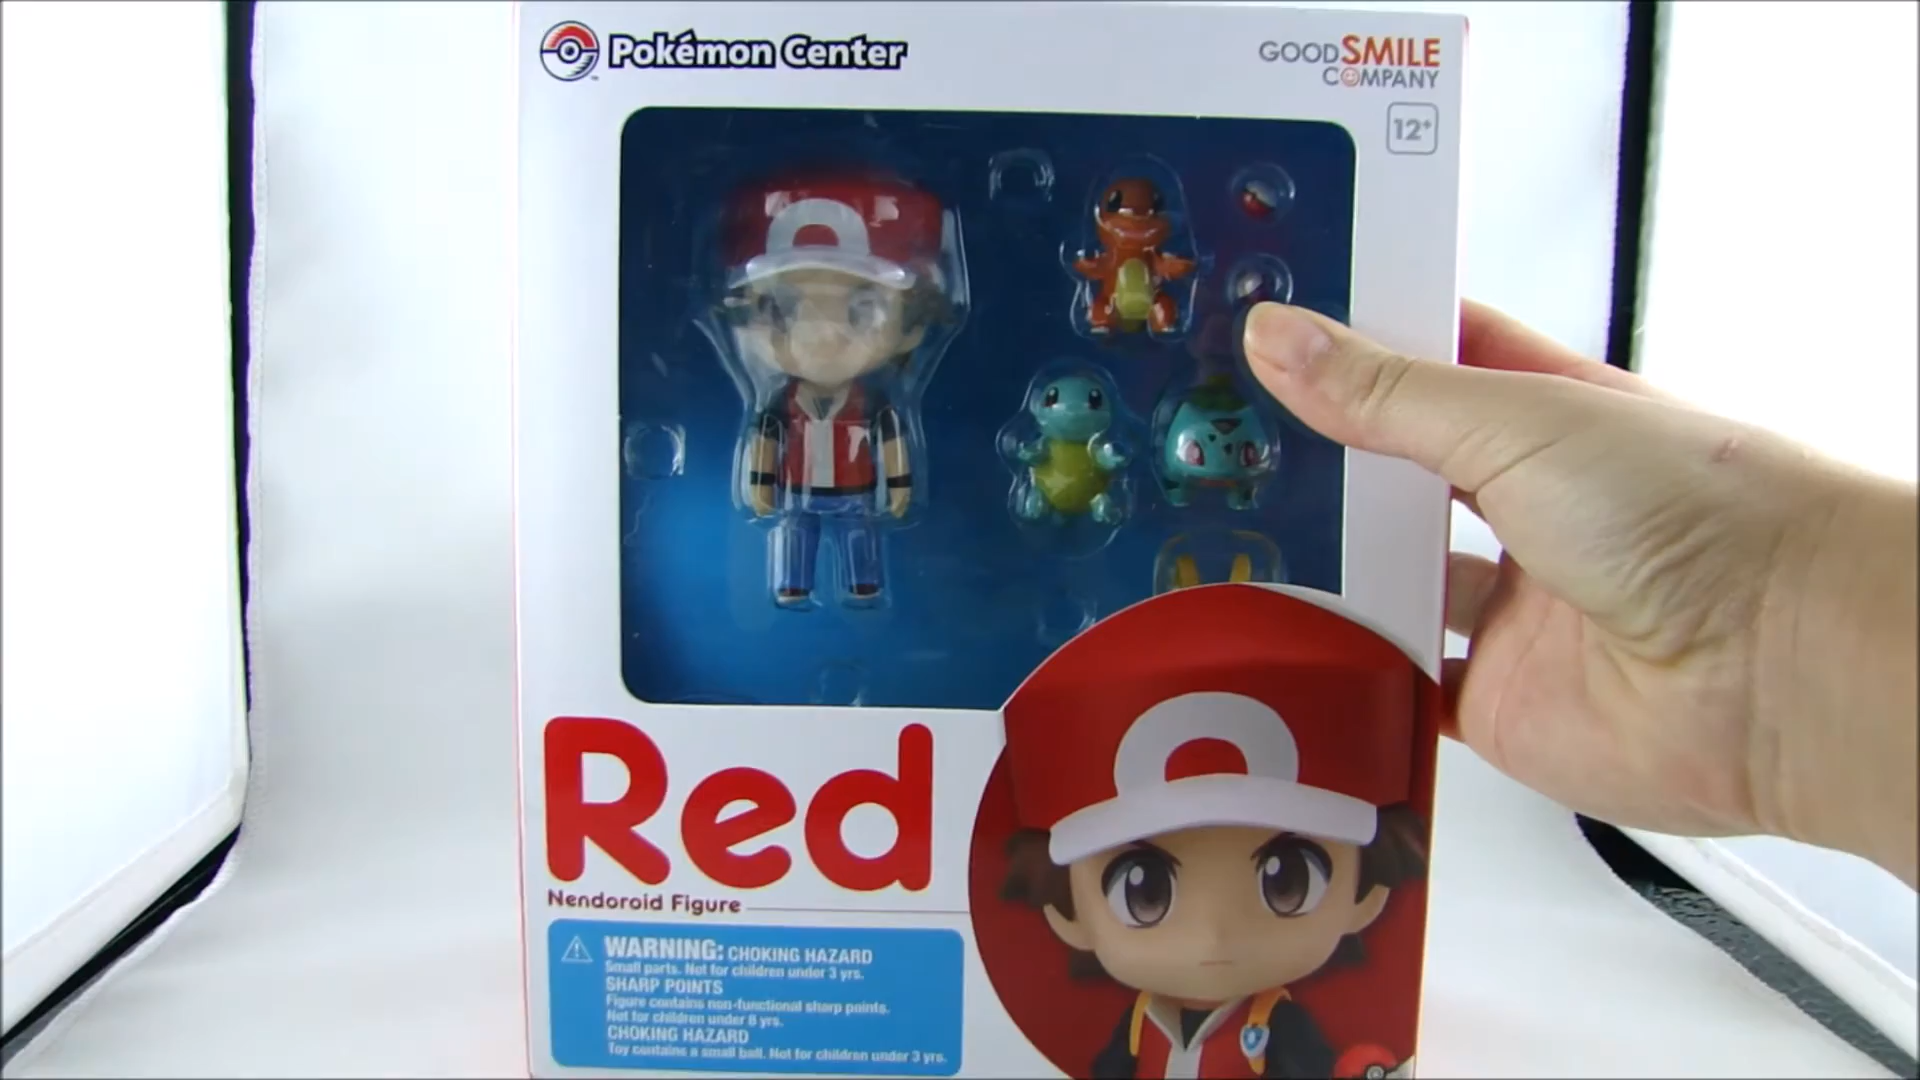 Pokémon Center
GOOD SMILE
COMPANY
12+
Red
Nendoroid Figure
WARNING: CHOKING HAZARD
Small parts. Not for children under 3 yrs.
SHARP POINTS
Figure contains non-functional sharp points.
Not for children under 8 yrs.
CHOKING HAZARD
Toy contains a small ball. Not for children under 3 yrs.